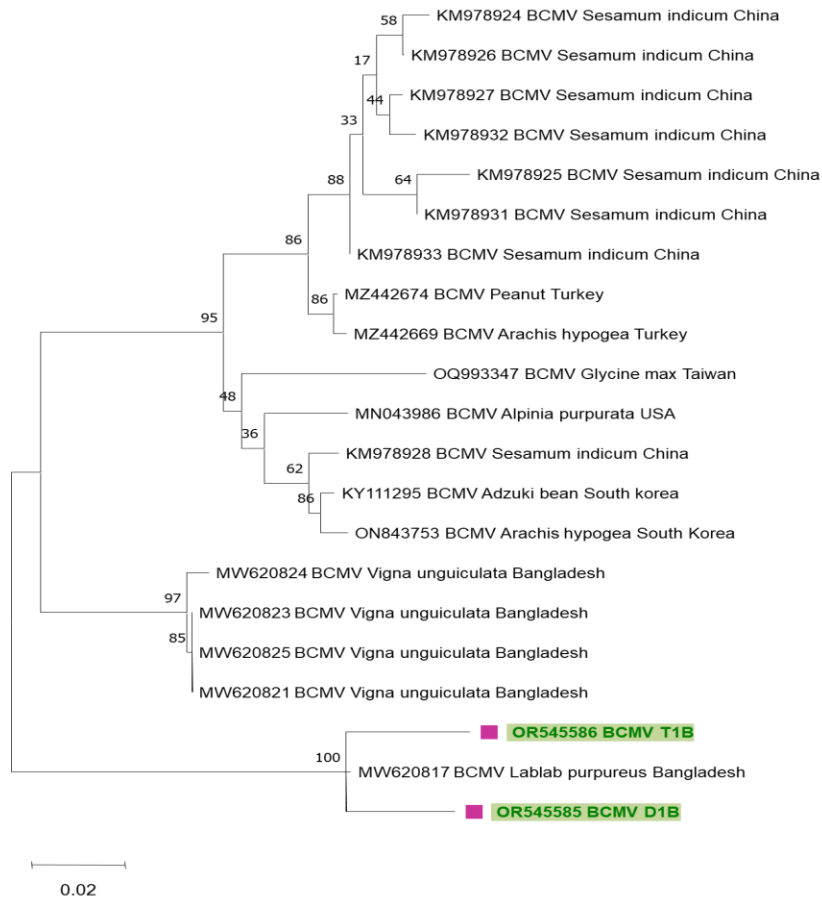 58
KM978924 BCMV Sesamum indicum China
KM978926 BCMV Sesamum indicum China
17
44
KM978927 BCMV Sesamum indicum China
KM978932 BCMV Sesamum indicum China
33
64
KM978925 BCMV Sesamum indicum China
KM978931 BCMV Sesamum indicum China
88
KM978933 BCMV Sesamum indicum China
86
86
MZ442674 BCMV Peanut Turkey
MZ442669 BCMV Arachis hypogea Turkey
95
OQ993347 BCMV Glycine max Taiwan
48
MN043986 BCMV Alpinia purpurata USA
36
KM978928 BCMV Sesamum indicum China
62
KY111295 BCMV Adzuki bean South korea
86
ON843753 BCMV Arachis hypogea South Korea
MW620824 BCMV Vigna unguiculata Bangladesh
97
MW620823 BCMV Vigna unguiculata Bangladesh
85
MW620825 BCMV Vigna unguiculata Bangladesh
MW620821 BCMV Vigna unguiculata Bangladesh
OR545586 BCMV T1B
100
MW620817 BCMV Lablab purpureus Bangladesh
OR545585 BCMV D1B
0.02